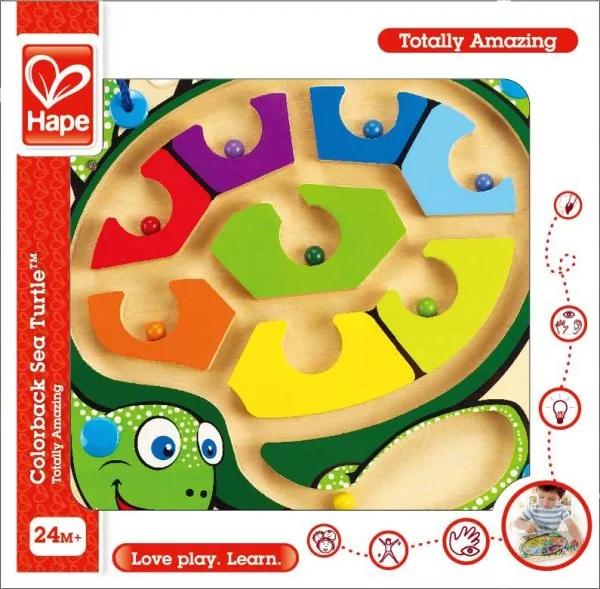 Hape
Totally Amazing
Colorback Sea Turtle™
Totally Amazing
24M+
Love play. Learn.